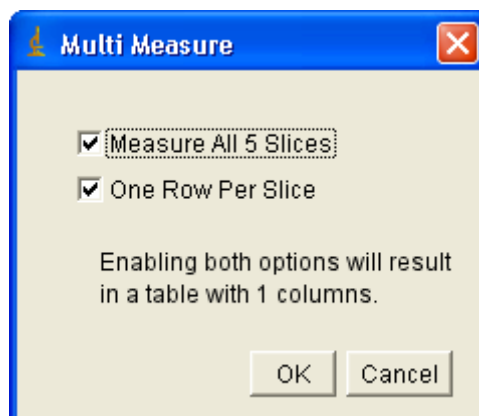 Multi Measure
Measure All 5 Slices
One Row Per Slice
Enabling both options will result
in a table with 1 columns.
OK Cancel